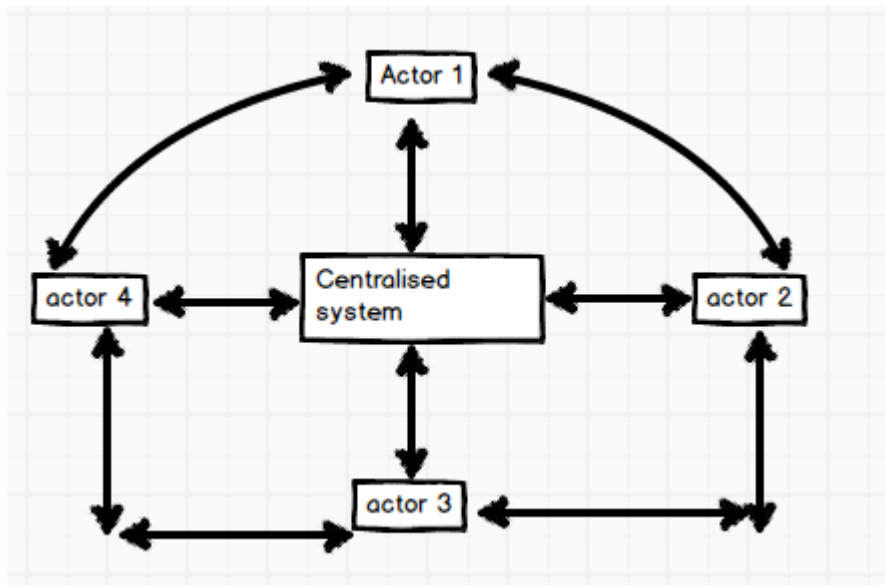 Actor 1
actor 4
Centralised
system
actor 2
actor 3